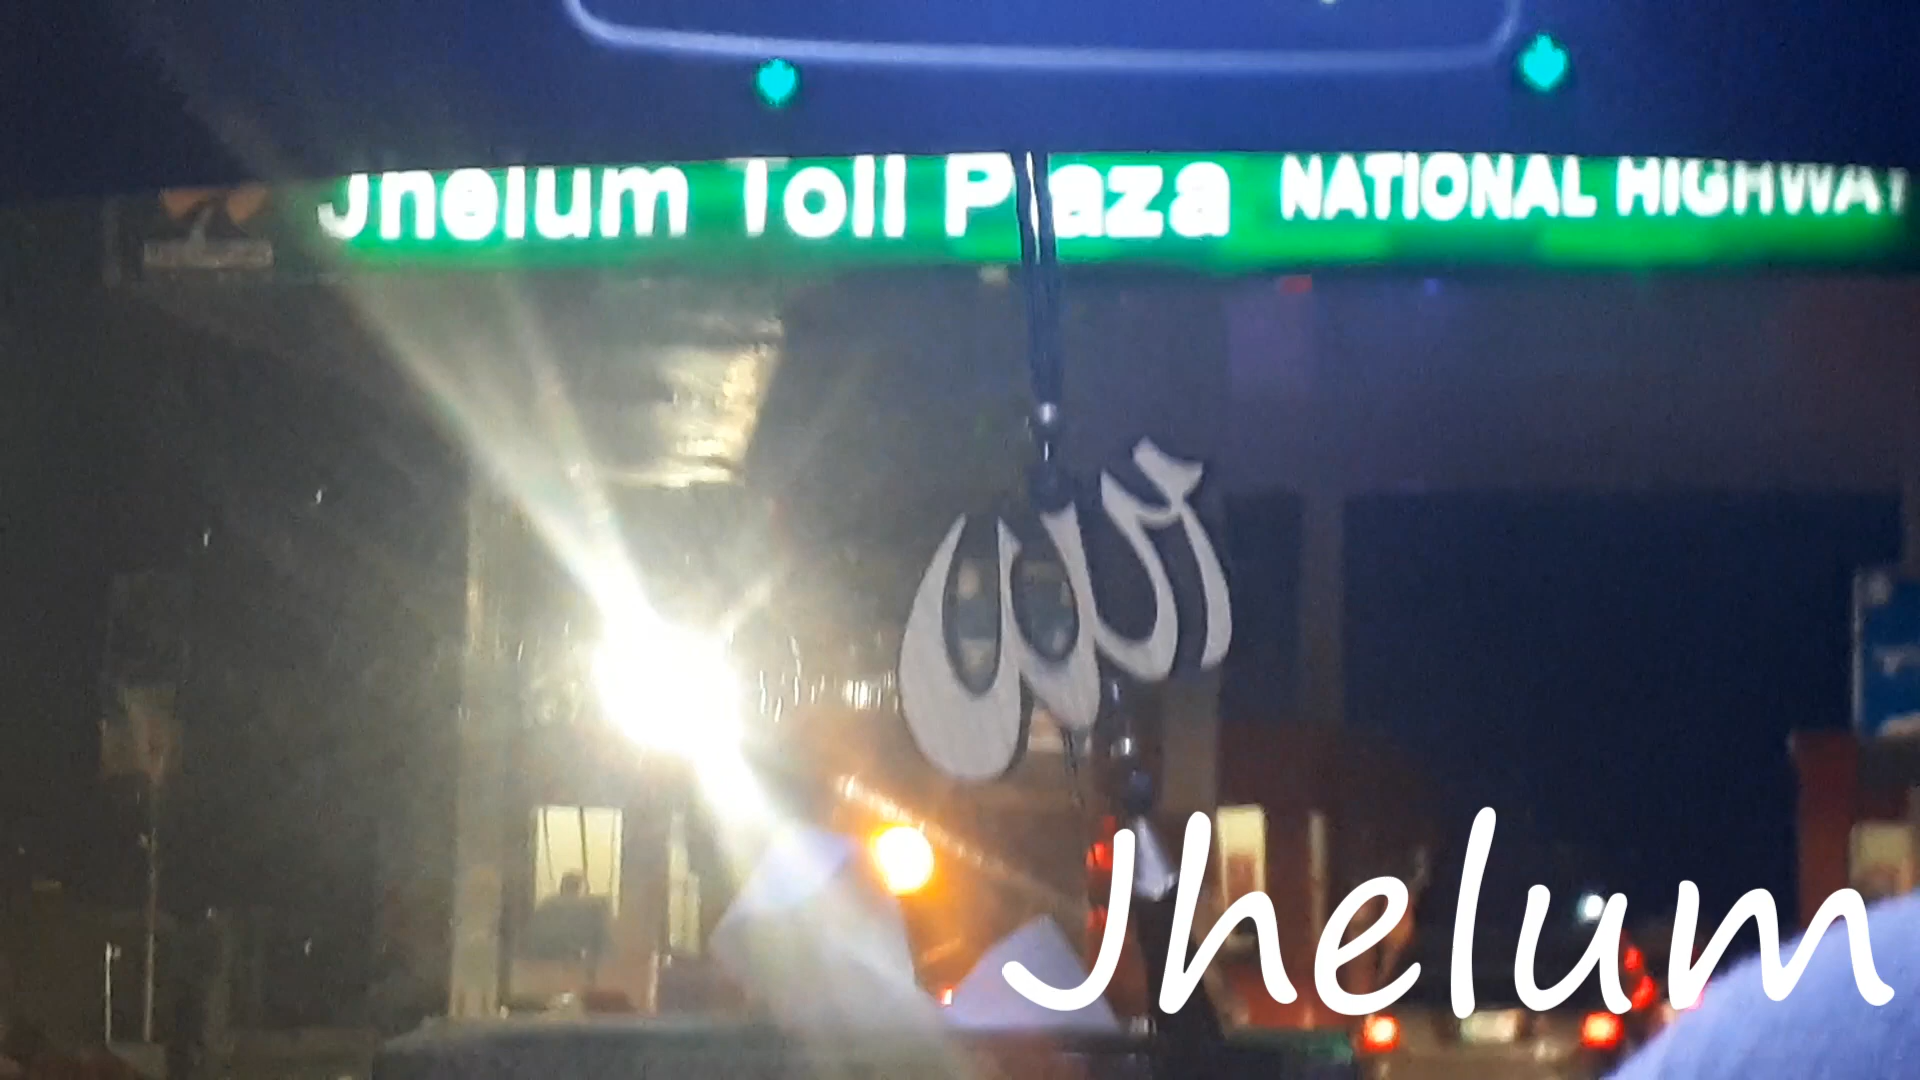 Jhelum Toll Plaza NATIONAL HIGHWAY
الله
Jhelum